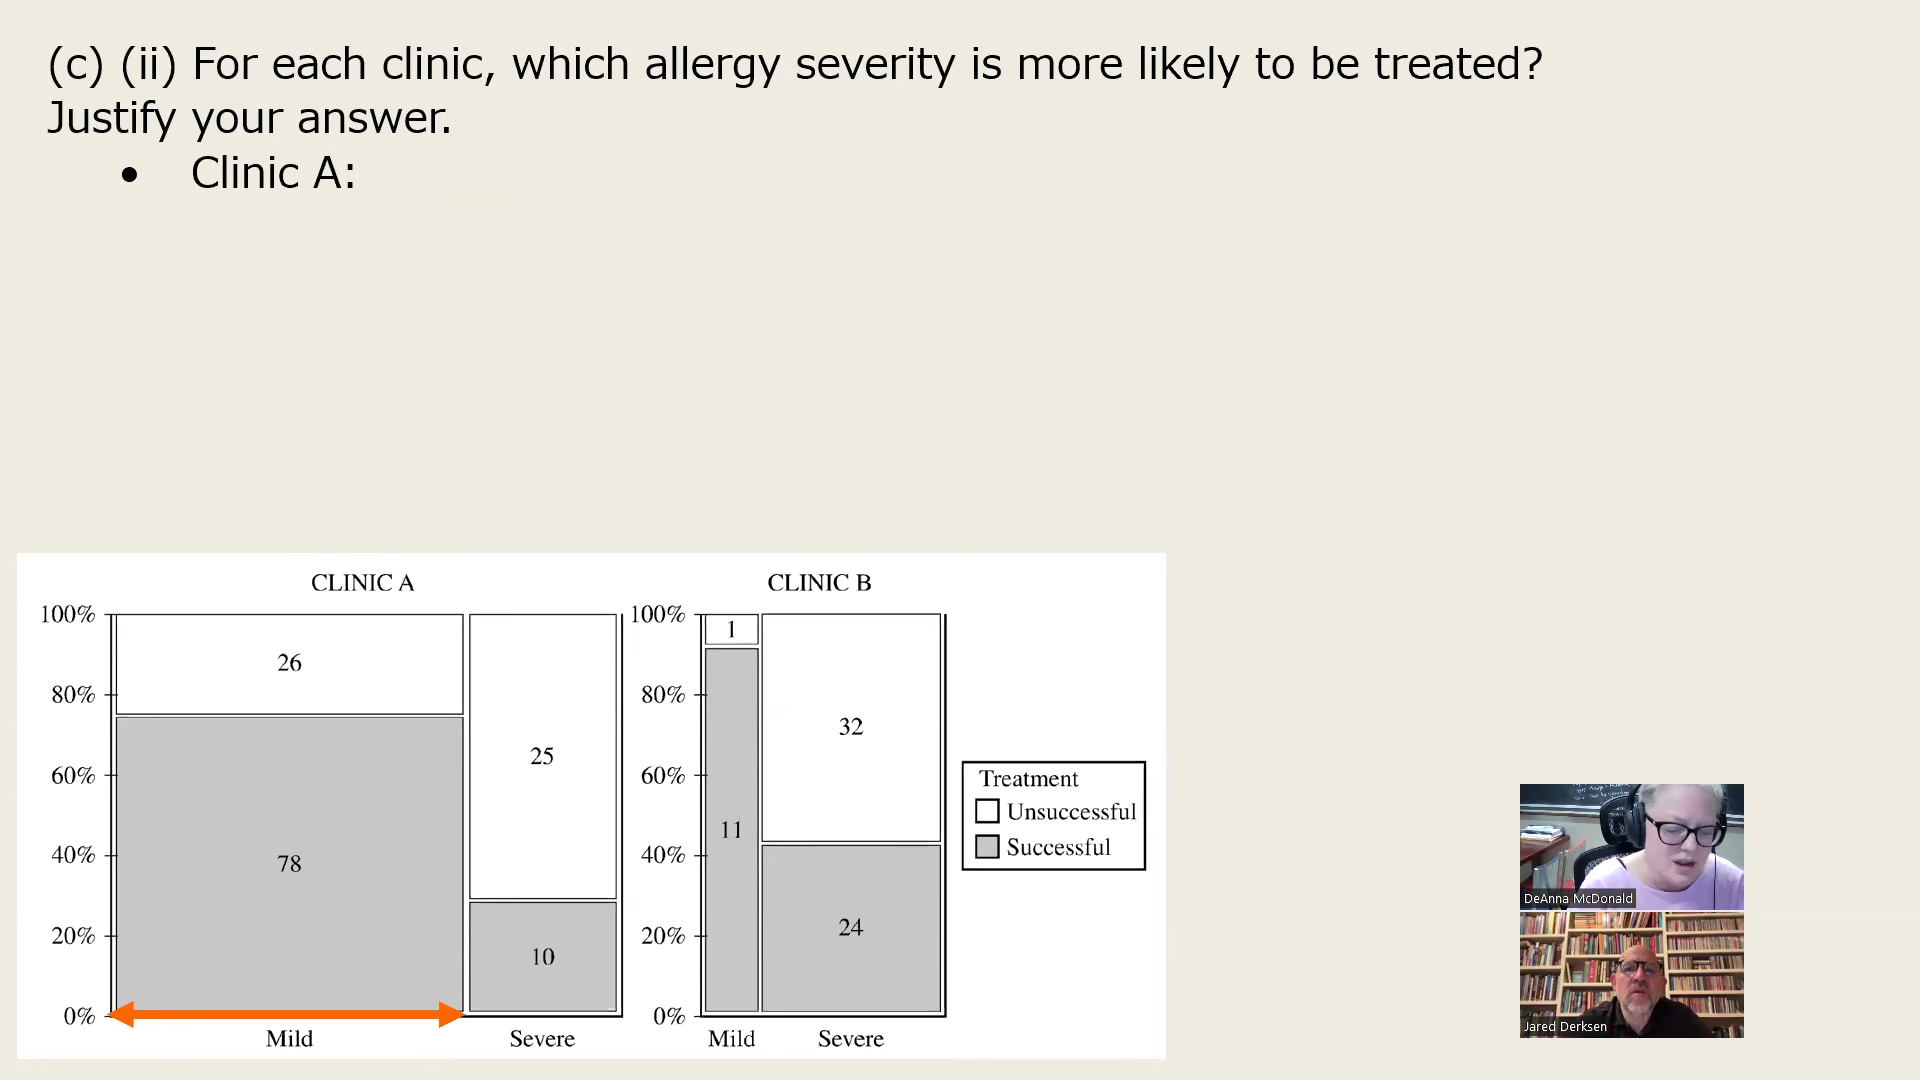 (c) (ii) For each clinic, which allergy severity is more likely to be treated?
Justify your answer.
• Clinic A:
CLINIC A
100%
80%
60%
40%
20%
0%
26
78
25
10
Mild
Severe
CLINIC B
100%
80%
60%
40%
20%
0%
1
11
32
24
Mild
Severe
Treatment
Unsuccessful
Successful
DeAnna McDonald
Jared Derksen